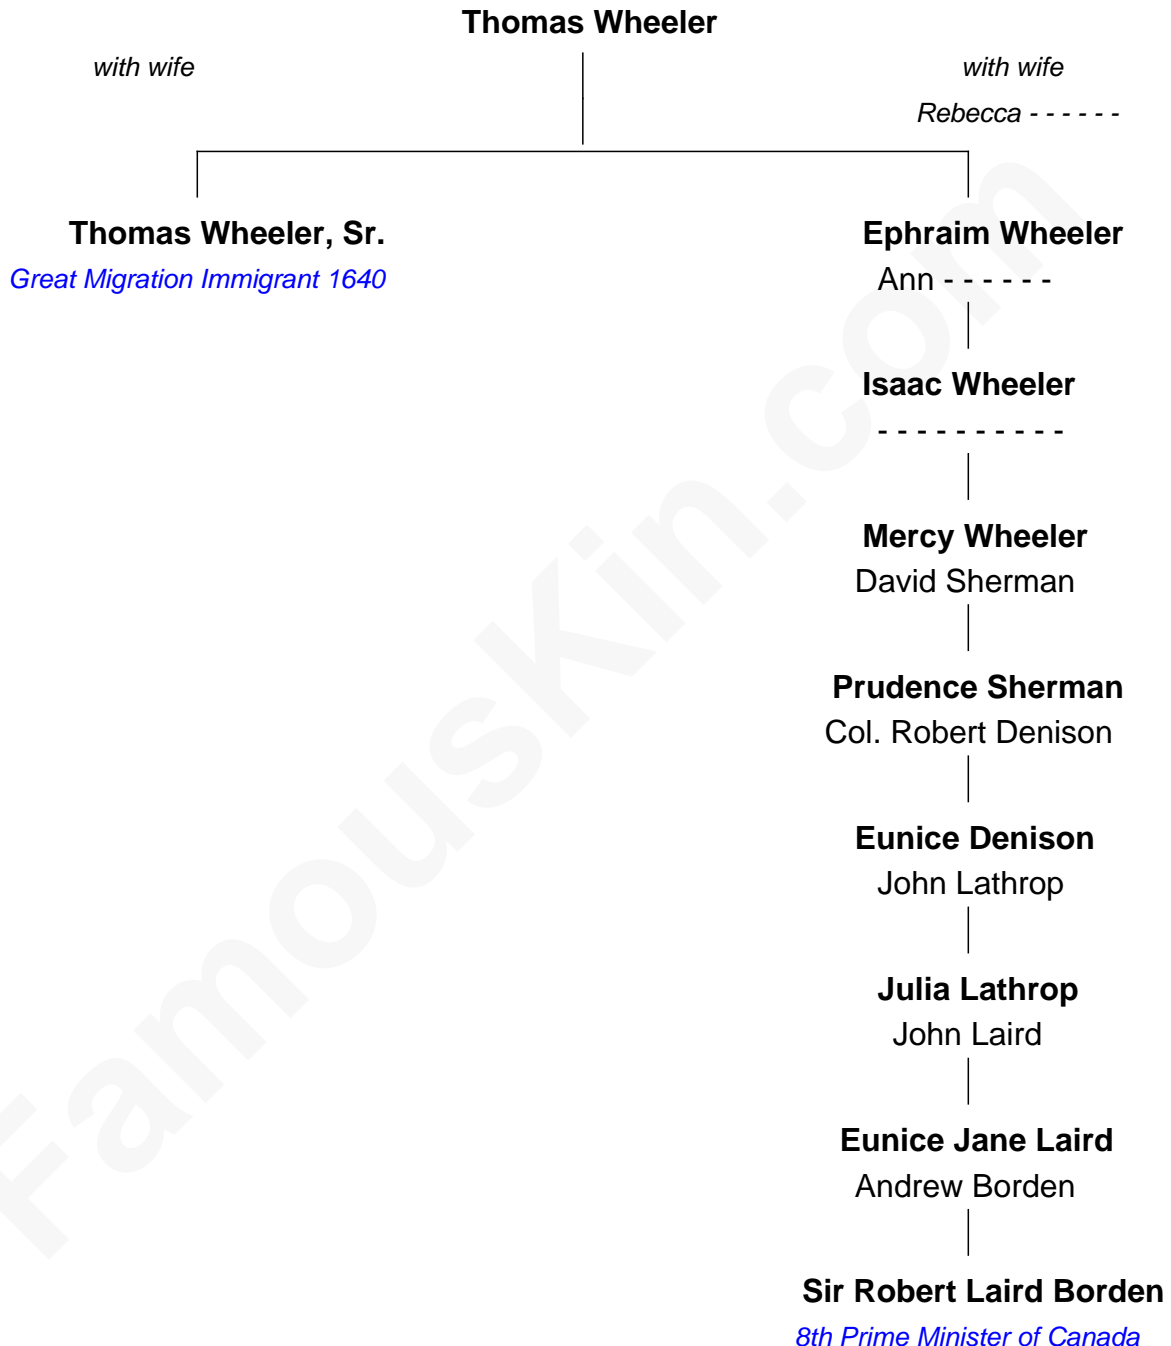 Thomas Wheeler
with wife
with wife
Rebecca - - - - - -
Thomas Wheeler, Sr.
Great Migration Immigrant 1640
Ephraim Wheeler
Ann - - - - - -
Isaac Wheeler
- - - - - - - - - -
Mercy Wheeler
David Sherman
Prudence Sherman
Col. Robert Denison
Eunice Denison
John Lathrop
Julia Lathrop
John Laird
Eunice Jane Laird
Andrew Borden
Sir Robert Laird Borden
8th Prime Minister of Canada
FamousKin.com